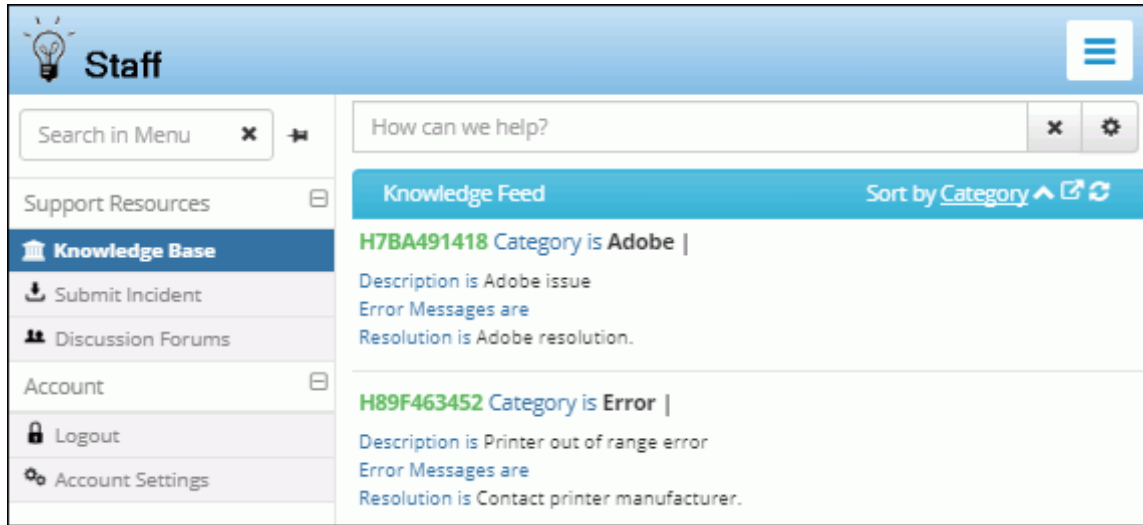 Staff
Search in Menu
Support Resources
Knowledge Base
Submit Incident
Discussion Forums
Account
Logout
Account Settings
How can we help?
Knowledge Feed Sort by Category
H7BA491418 Category is Adobe |
Description is Adobe issue
Error Messages are
Resolution is Adobe resolution.
H89F463452 Category is Error |
Description is Printer out of range error
Error Messages are
Resolution is Contact printer manufacturer.